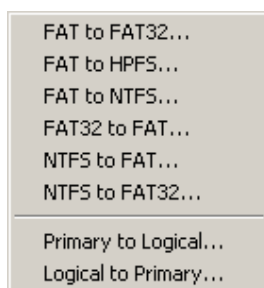 FAT to FAT32...
FAT to HPFS...
FAT to NTFS...
FAT32 to FAT...
NTFS to FAT...
NTFS to FAT32...
Primary to Logical...
Logical to Primary...